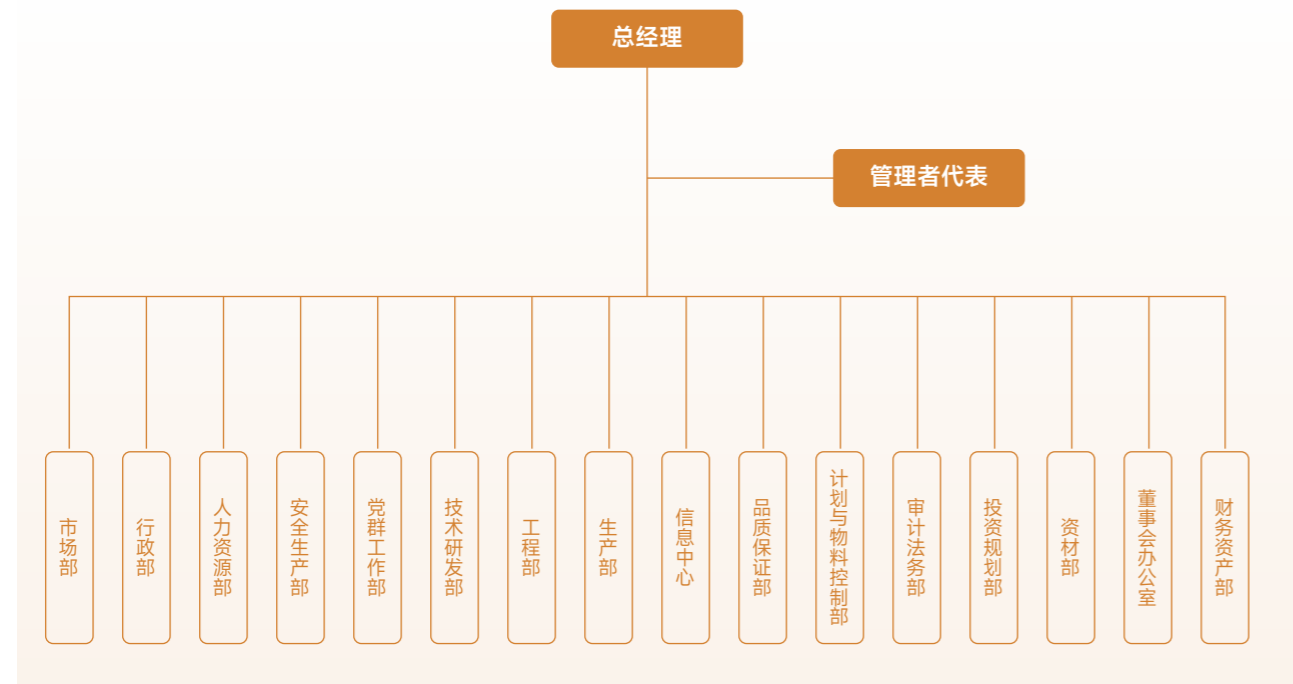 总经理
管理者代表
市场部
行政部
人力资源部
安全生产部
党群工作部
技术研发部
工程部
生产部
信息中心
品质保证部
计划与物料控制部
审计法务部
投资规划部
资材部
董事会办公室
财务资产部